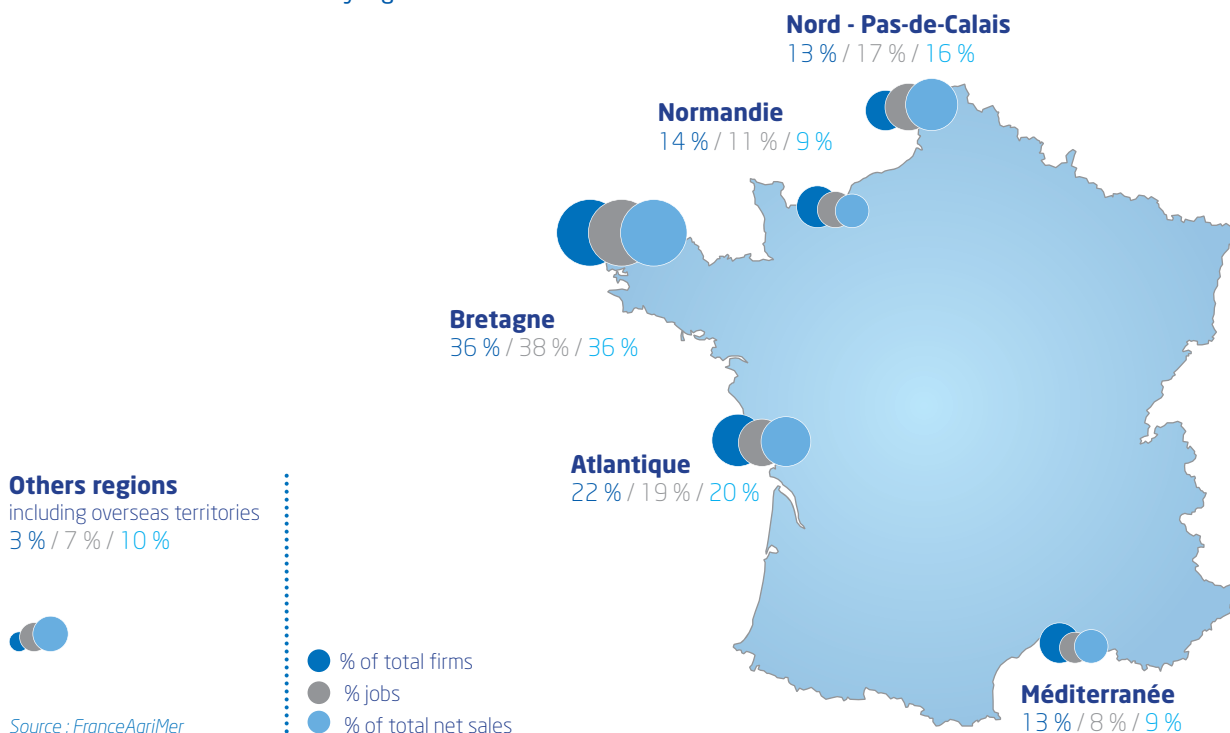 Nord - Pas-de-Calais
13 % / 17 % / 16 %
Normandie
14 % / 11 % / 9 %
Bretagne
36 % / 38 % / 36 %
Atlantique
22 % / 19 % / 20 %
Others regions
including overseas territories
3 % / 7 % / 10 %
% of total firms
% jobs
% of total net sales
Source : FranceAgriMer
Méditerranée
13 % / 8 % / 9 %